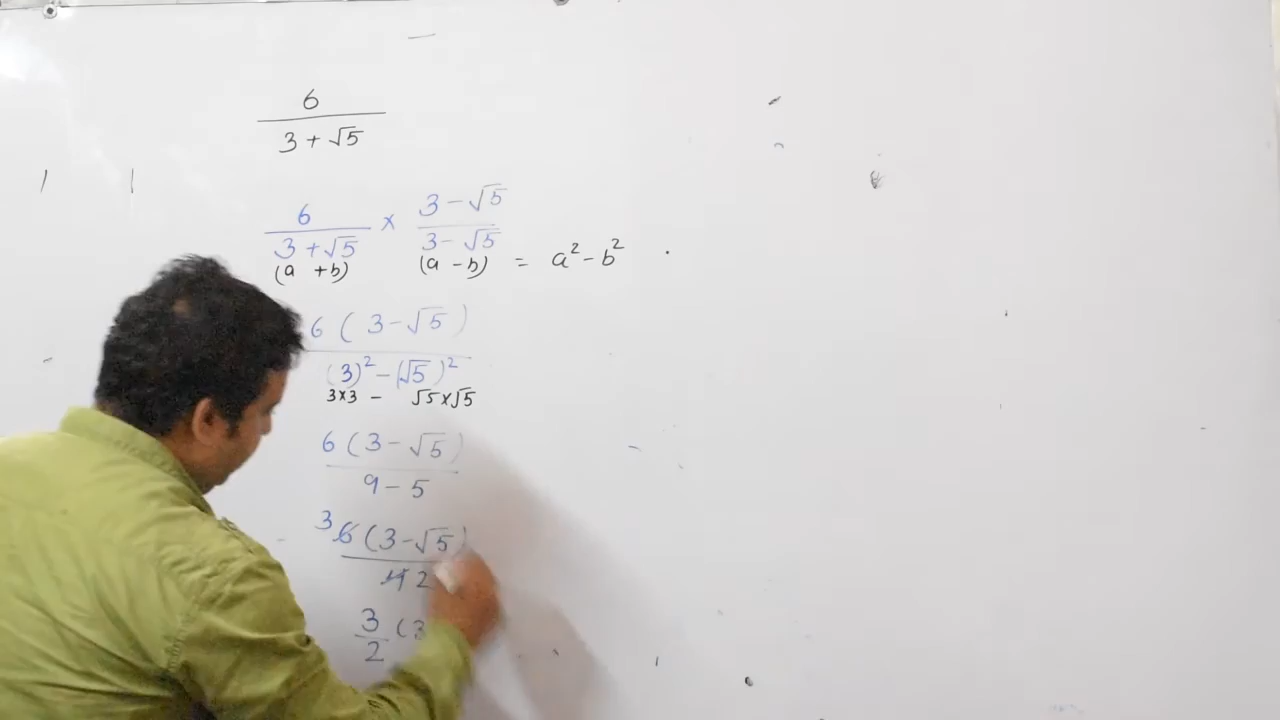 6
3 + √5
6 × 3 - √5
3 + √5 3 - √5
(a + b) (a - b) = a² - b²
6 ( 3 - √5 )
(3)² - (√5)²
3×3 - √5×√5
6 ( 3 - √5 )
9 - 5
3 6 ( 3 - √5 )
4 2
3 (3
2